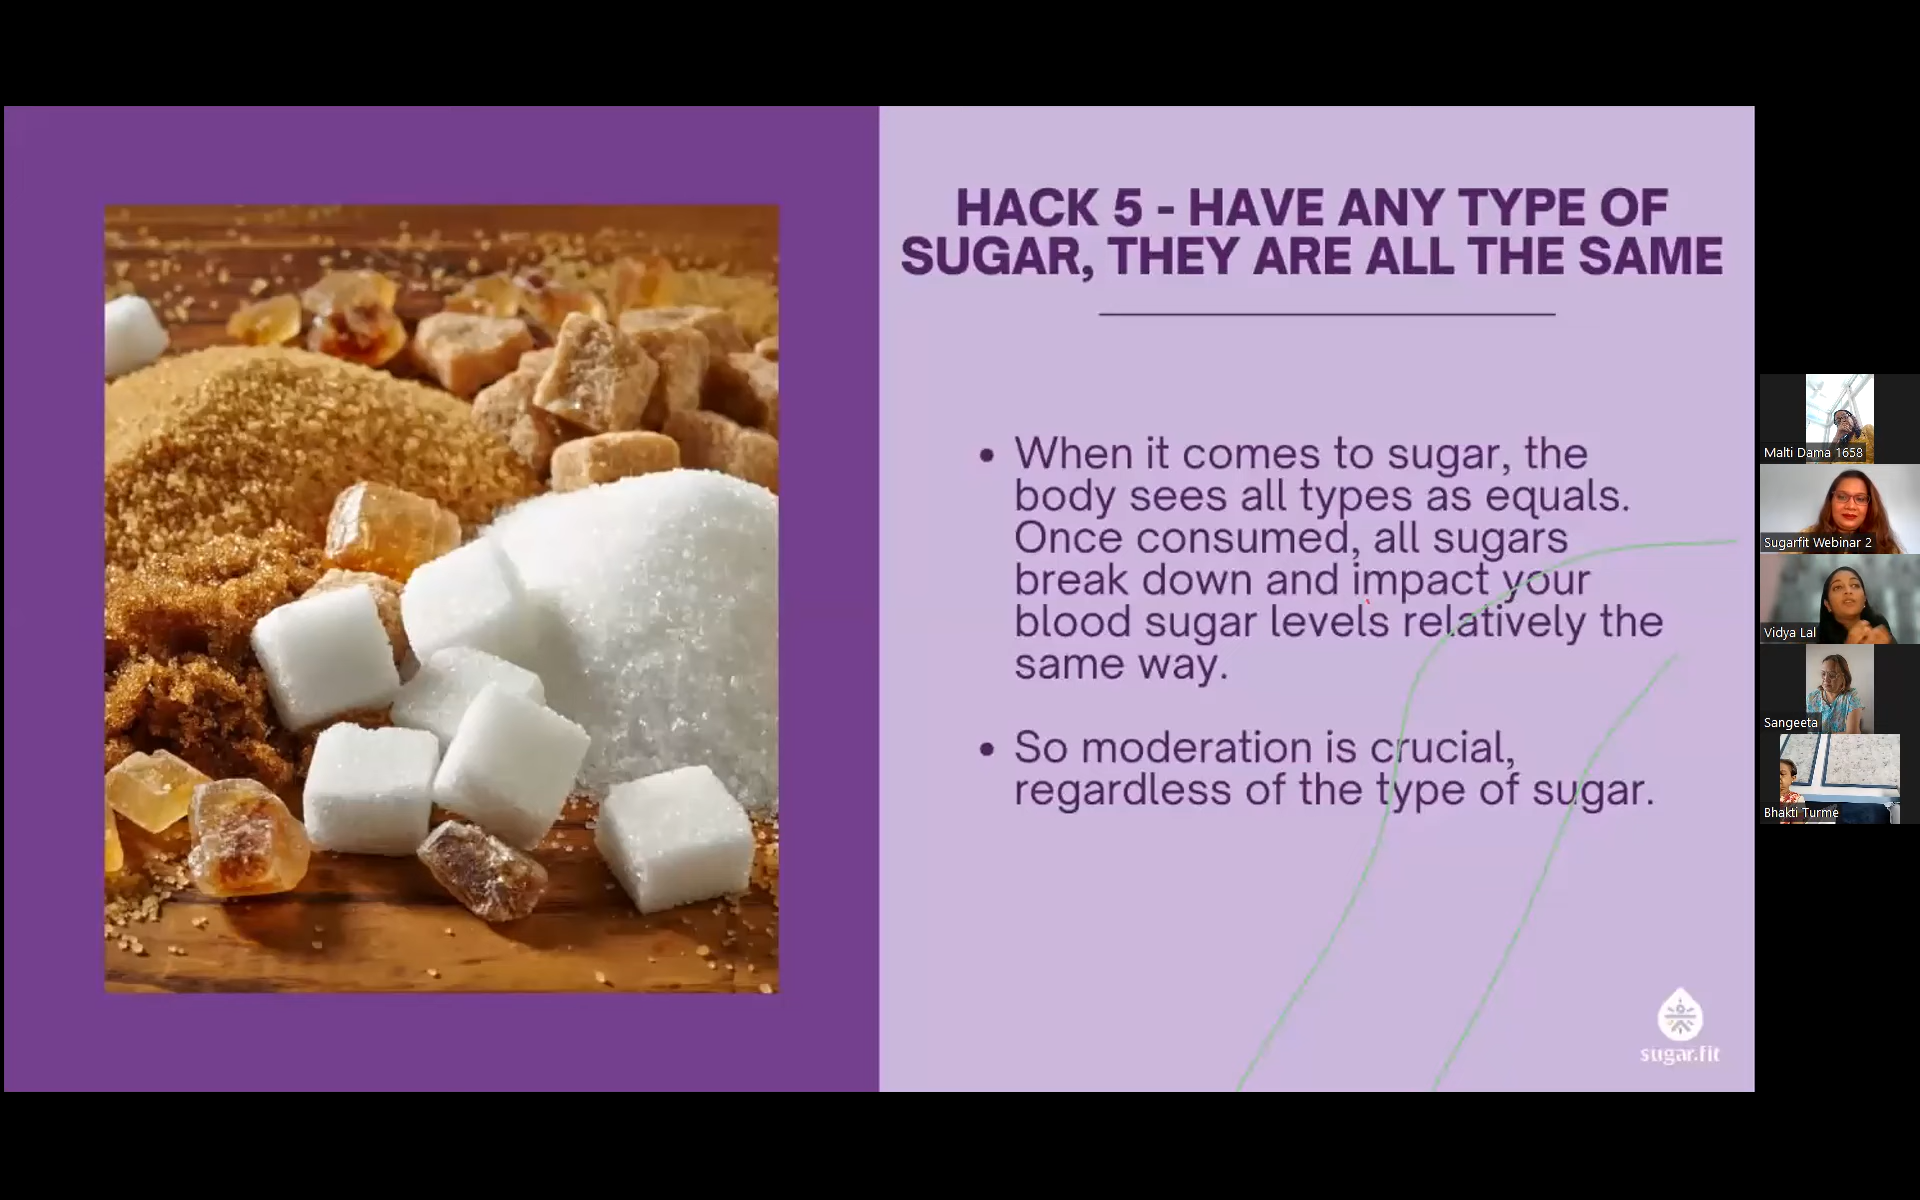 HACK 5 - HAVE ANY TYPE OF
SUGAR, THEY ARE ALL THE SAME
• When it comes to sugar, the
body sees all types as equals.
Once consumed, all sugars
break down and impact your
blood sugar levels relatively the
same way.
• So moderation is crucial,
regardless of the type of sugar.
sugar.fit
Malti Dama 1658
Sugarfit Webinar 2
Vidya Lal
Sangeeta
Bhakti Turme